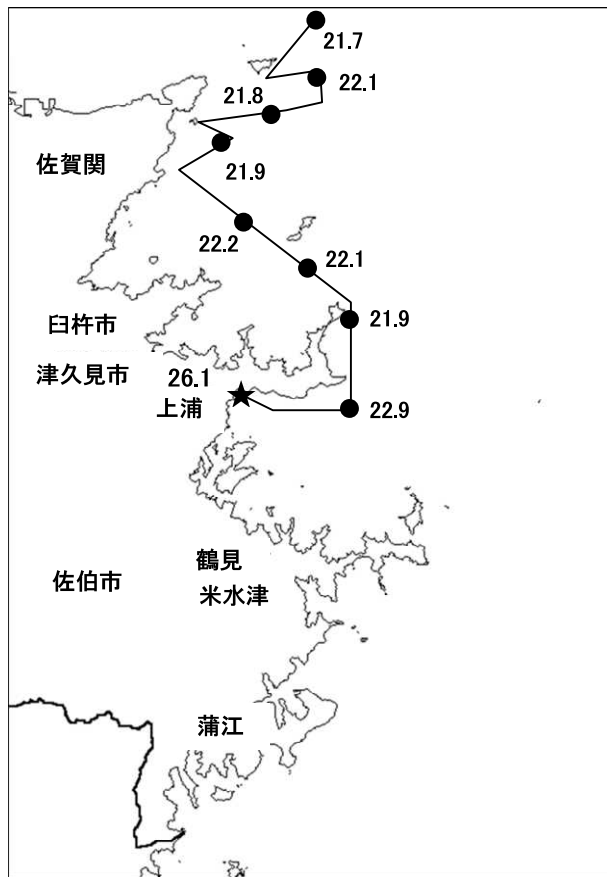 21.7
22.1
21.8
佐賀関
21.9
22.2
22.1
臼杵市
21.9
津久見市
26.1
上浦
22.9
鶴見
佐伯市
米水津
蒲江